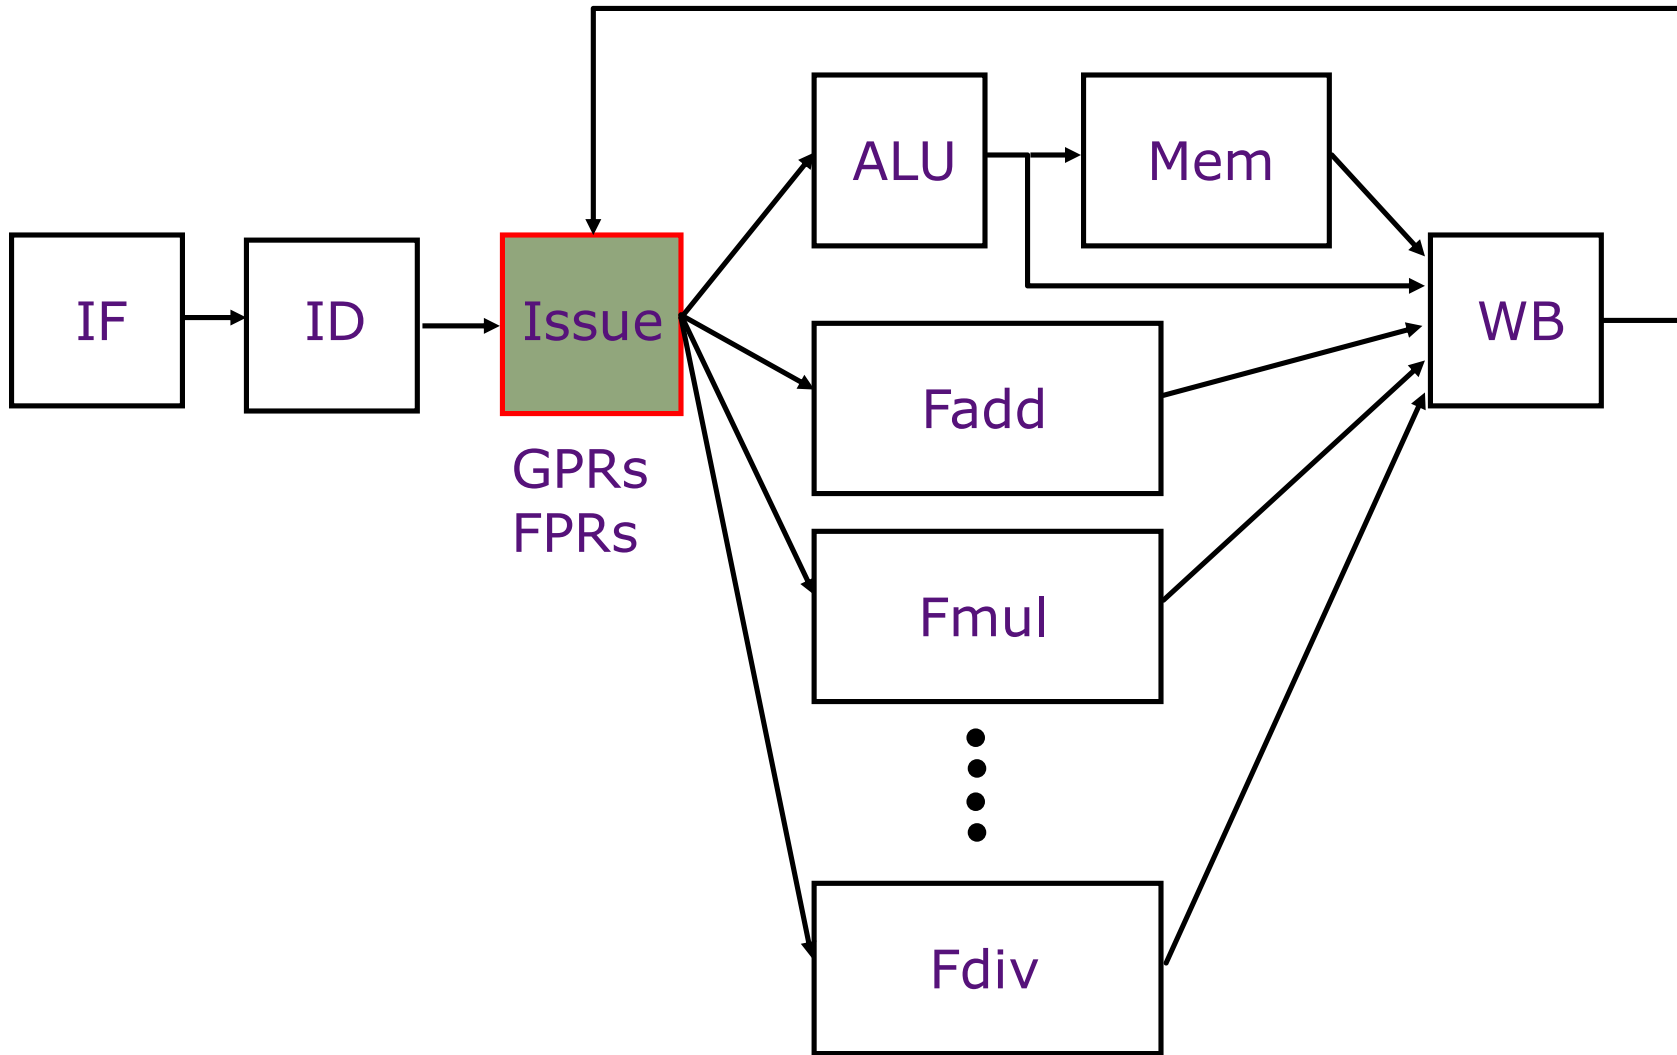 IF
ID
Issue
GPRs
FPRs
ALU
Mem
Fadd
Fmul
Fdiv
WB